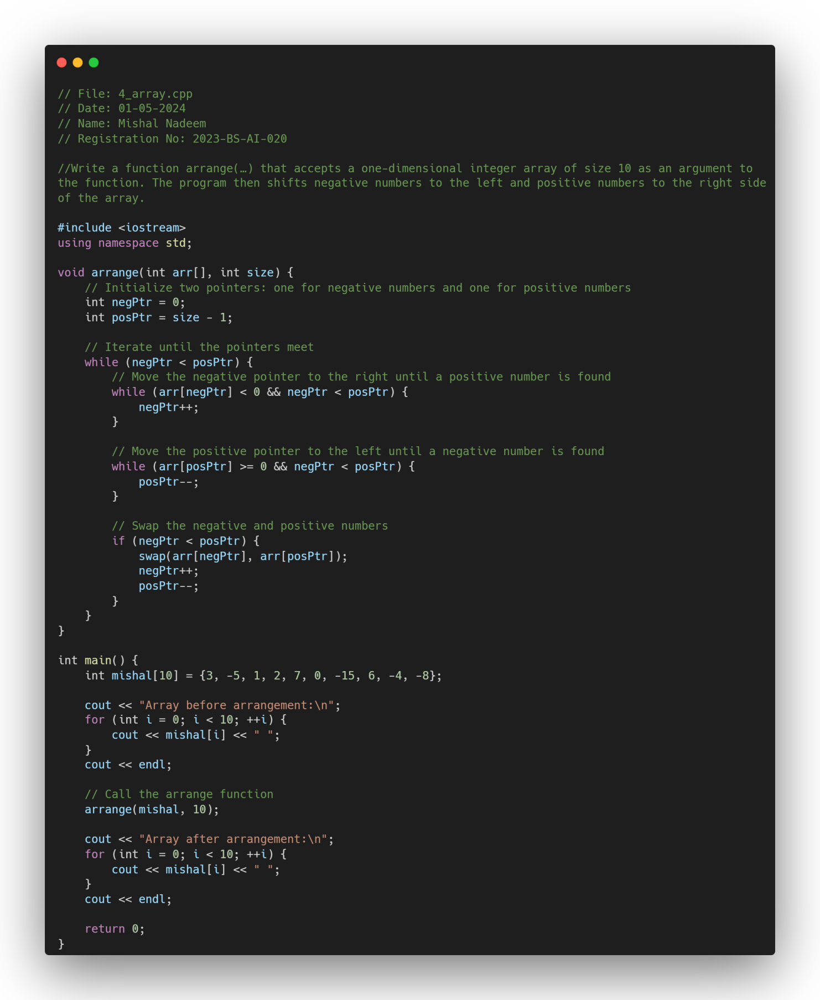 // File: 4_array.cpp
// Date: 01-05-2024
// Name: Mishal Nadeem
// Registration No: 2023-BS-AI-020

//Write a function arrange(…) that accepts a one-dimensional integer array of size 10 as an argument to
the function. The program then shifts negative numbers to the left and positive numbers to the right side
of the array.

#include <iostream>
using namespace std;

void arrange(int arr[], int size) {
    // Initialize two pointers: one for negative numbers and one for positive numbers
    int negPtr = 0;
    int posPtr = size - 1;

    // Iterate until the pointers meet
    while (negPtr < posPtr) {
        // Move the negative pointer to the right until a positive number is found
        while (arr[negPtr] < 0 && negPtr < posPtr) {
            negPtr++;
        }

        // Move the positive pointer to the left until a negative number is found
        while (arr[posPtr] >= 0 && negPtr < posPtr) {
            posPtr--;
        }

        // Swap the negative and positive numbers
        if (negPtr < posPtr) {
            swap(arr[negPtr], arr[posPtr]);
            negPtr++;
            posPtr--;
        }
    }
}

int main() {
    int mishal[10] = {3, -5, 1, 2, 7, 0, -15, 6, -4, -8};

    cout << "Array before arrangement:\n";
    for (int i = 0; i < 10; ++i) {
        cout << mishal[i] << " ";
    }
    cout << endl;

    // Call the arrange function
    arrange(mishal, 10);

    cout << "Array after arrangement:\n";
    for (int i = 0; i < 10; ++i) {
        cout << mishal[i] << " ";
    }
    cout << endl;

    return 0;
}